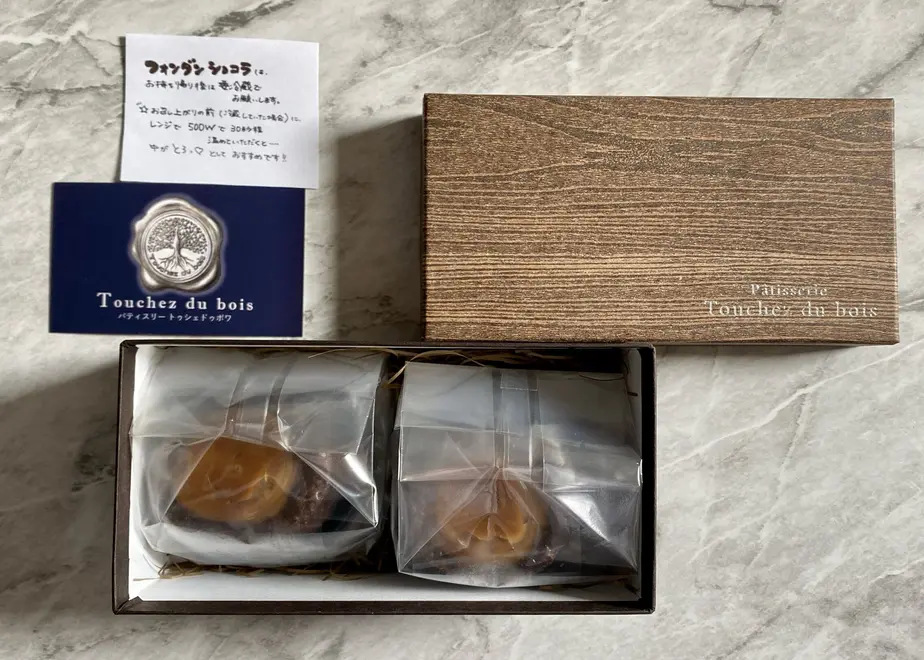 フォンダンショコラは、
お持ち帰り後は要冷蔵で
お願いします。
☆お召し上がりの前(冷蔵していた場合)に、
レンジで 500Wで 30秒程
温めていただくと…
中がとろっ♡としておすすめです!!
Touchez du bois
パティスリー トゥシェドゥボワ
Pâtisserie
Touchez du bois